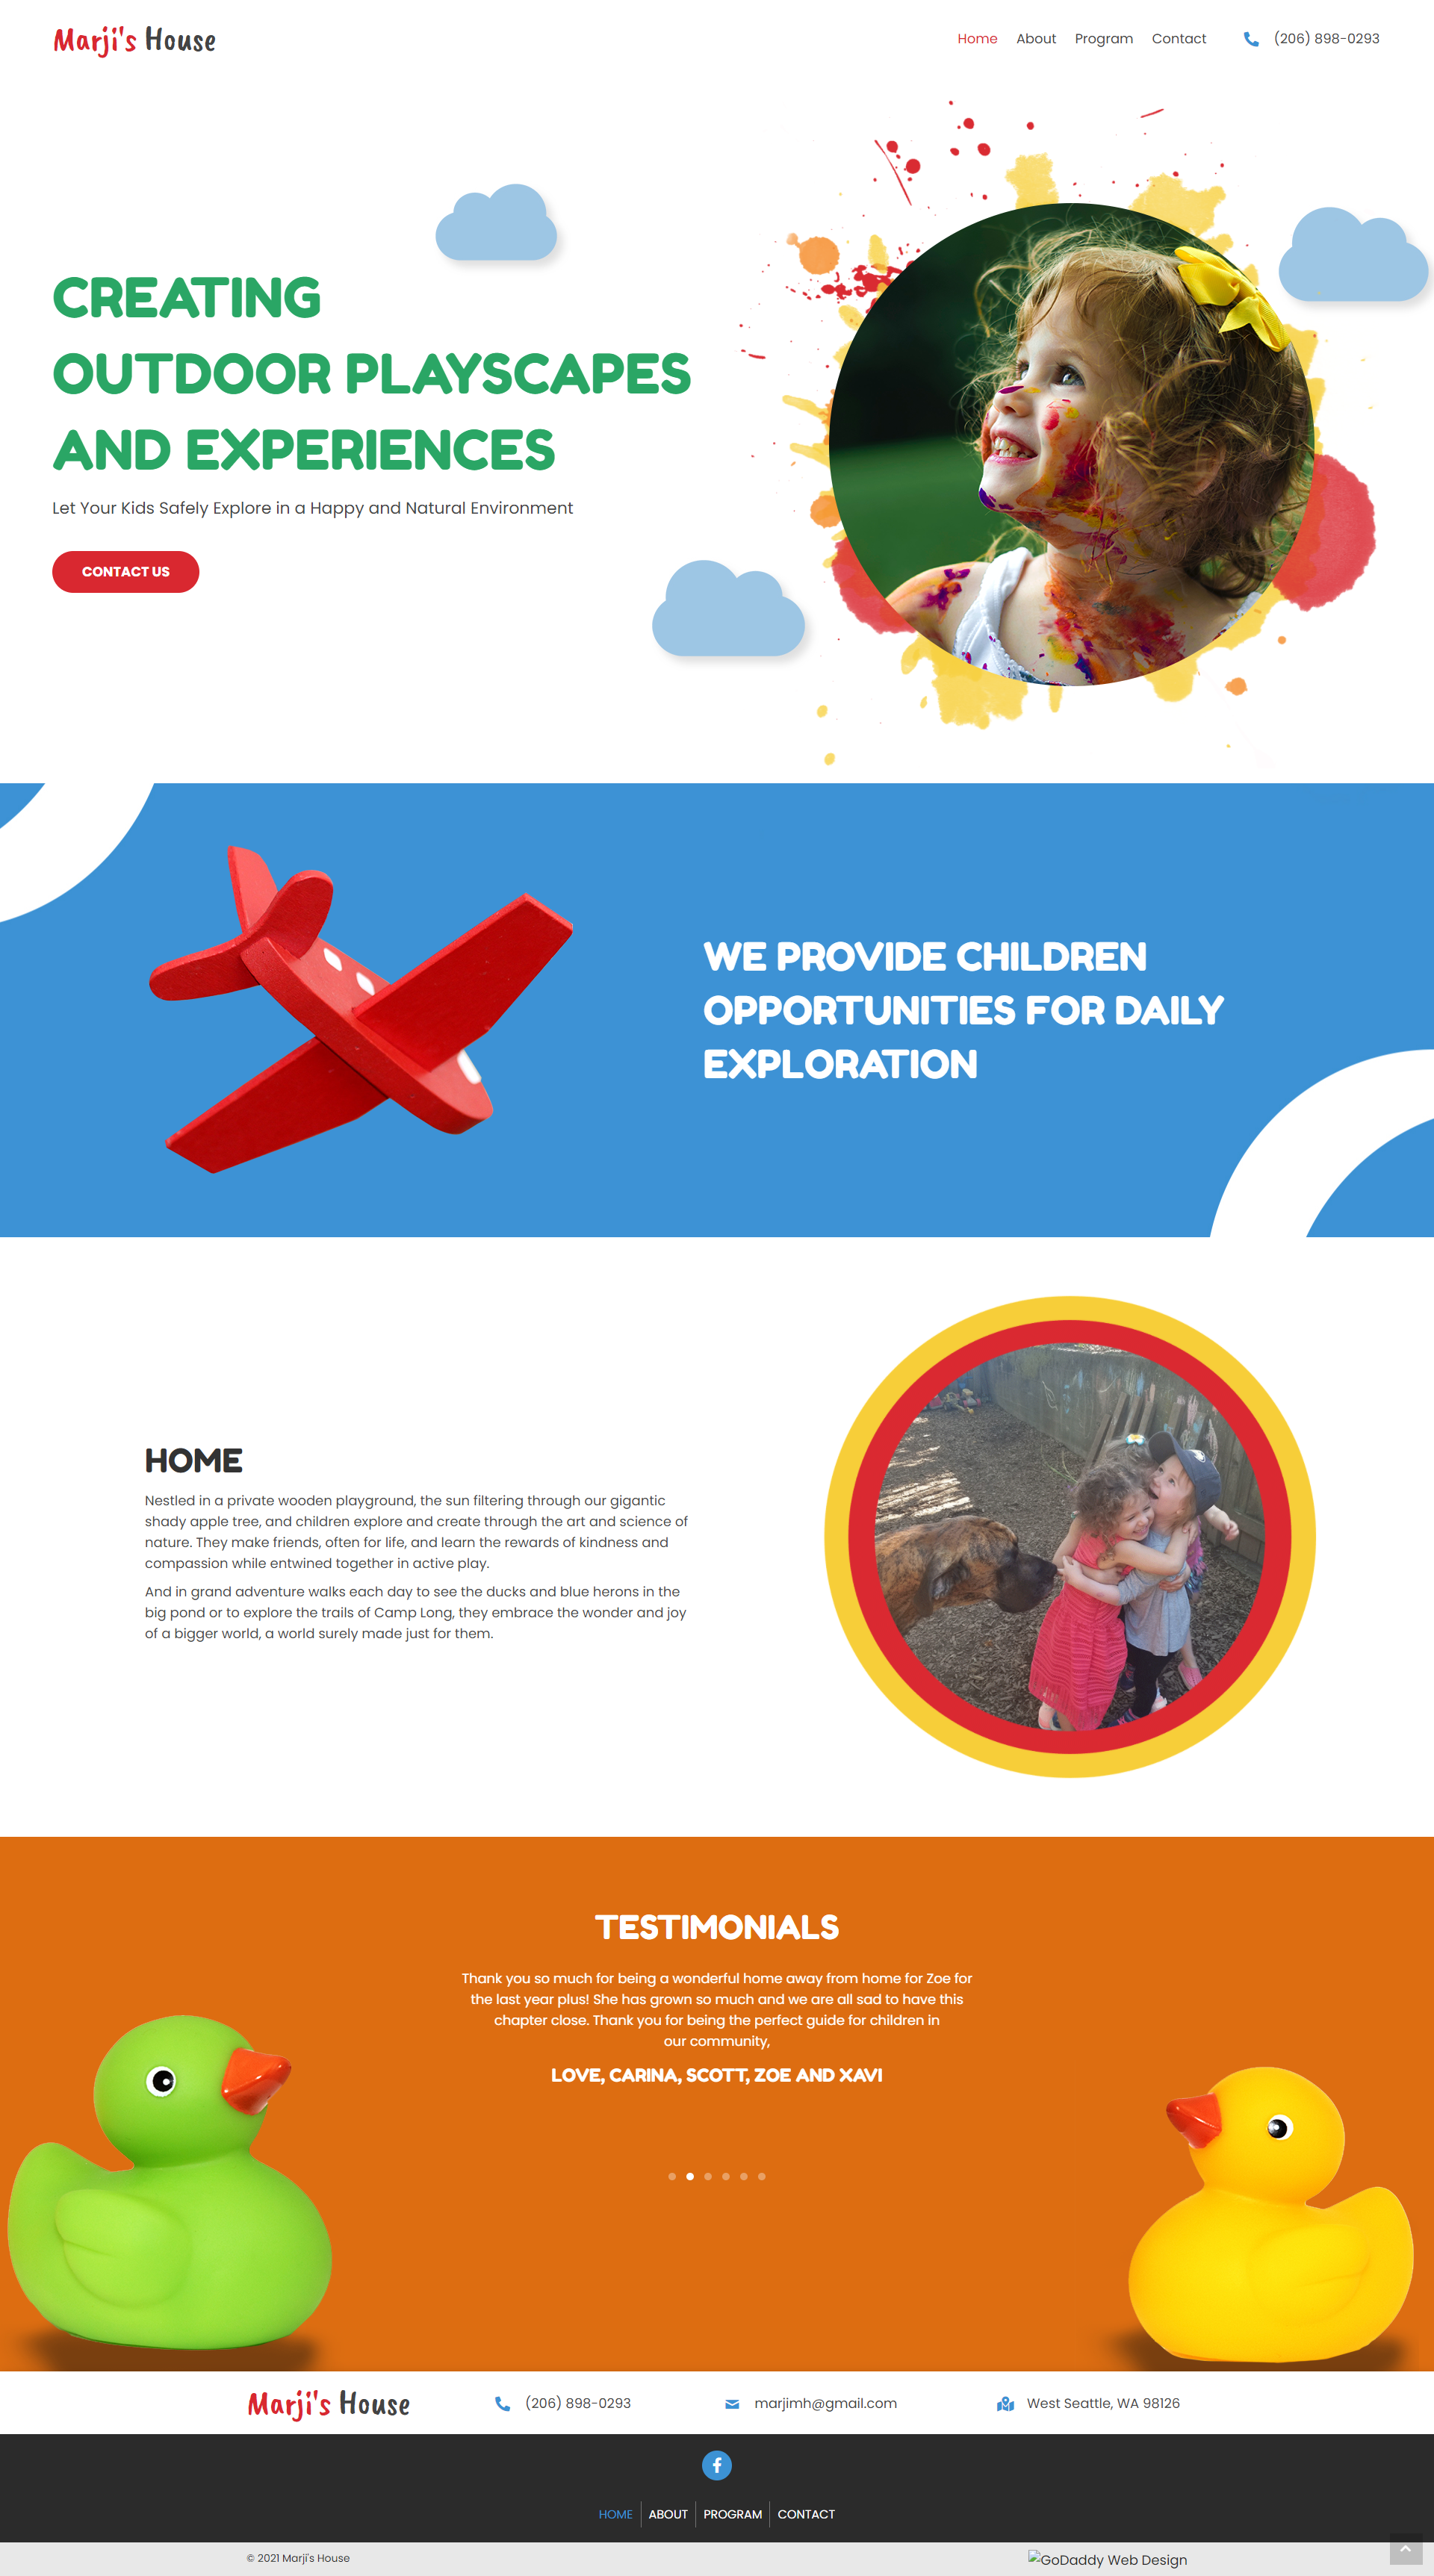 Marji's House
Home About Program Contact (206) 898-0293
CREATING
OUTDOOR PLAYSCAPES
AND EXPERIENCES
Let Your Kids Safely Explore in a Happy and Natural Environment
CONTACT US
WE PROVIDE CHILDREN
OPPORTUNITIES FOR DAILY
EXPLORATION
HOME
Nestled in a private wooden playground, the sun filtering through our gigantic
shady apple tree, and children explore and create through the art and science of
nature. They make friends, often for life, and learn the rewards of kindness and
compassion while entwined together in active play.
And in grand adventure walks each day to see the ducks and blue herons in the
big pond or to explore the trails of Camp Long, they embrace the wonder and joy
of a bigger world, a world surely made just for them.
TESTIMONIALS
Thank you so much for being a wonderful home away from home for Zoe for
the last year plus! She has grown so much and we are all sad to have this
chapter close. Thank you for being the perfect guide for children in
our community,
LOVE, CARINA, SCOTT, ZOE AND XAVI
Marji's House (206) 898-0293 marjimh@gmail.com West Seattle, WA 98126
HOME ABOUT PROGRAM CONTACT
© 2021 Marji's House GoDaddy Web Design